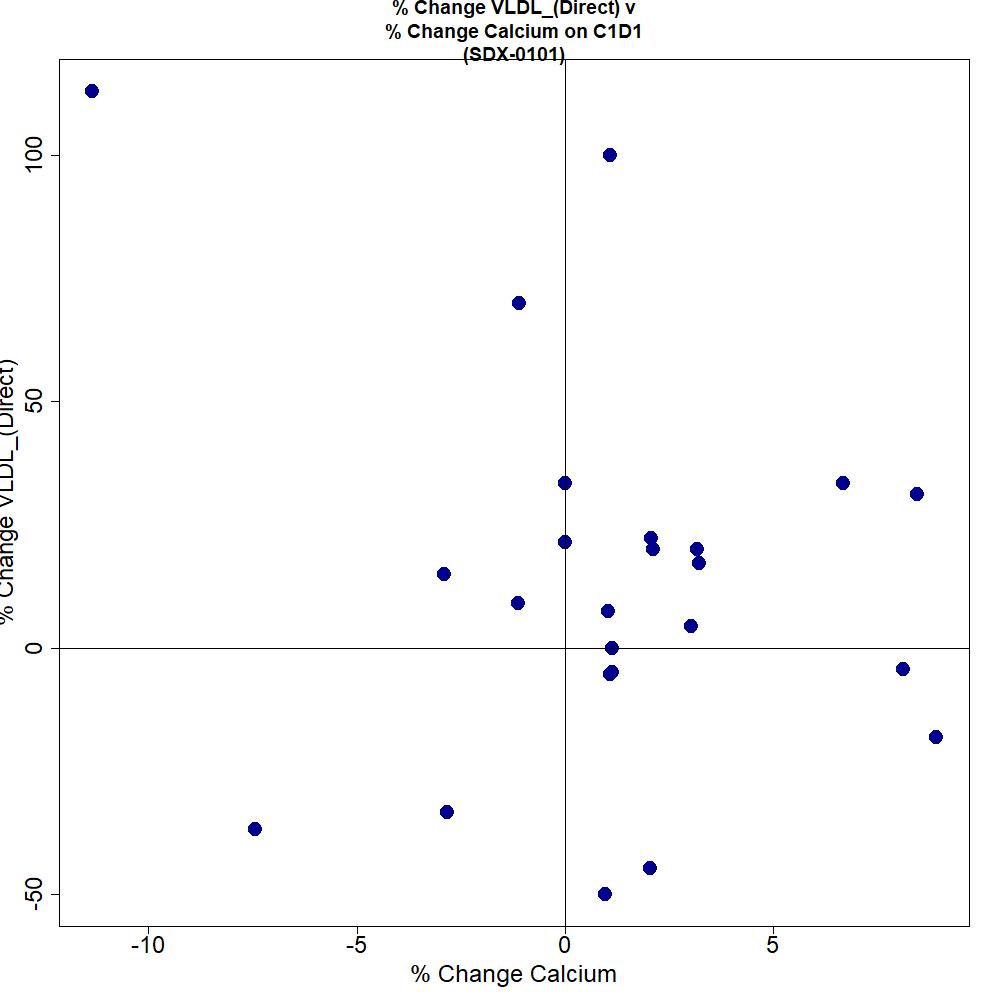 % Change VLDL_(Direct) v
% Change Calcium on C1D1
(SDX-0101)
% Change VLDL_(Direct)
100
50
0
-50
-10
-5
0
5
% Change Calcium